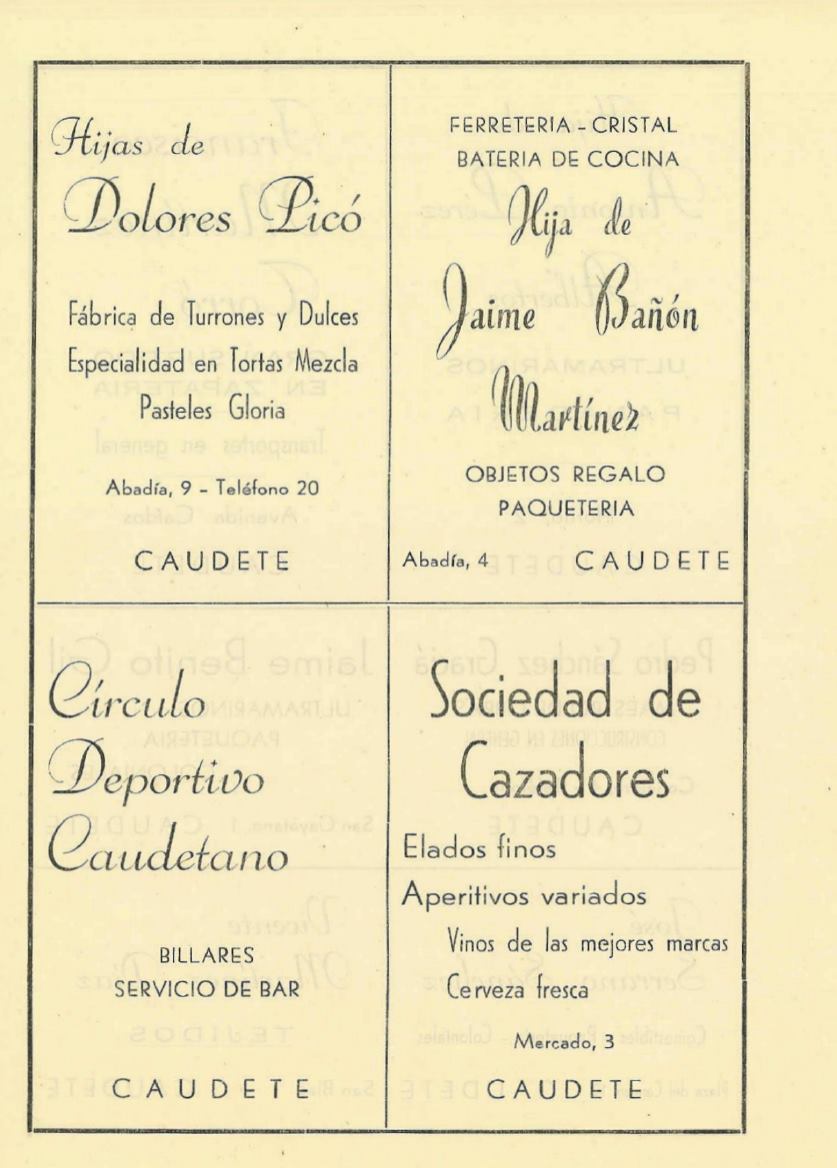 Hijas de
Dolores Picó
Fábrica de Turrones y Dulces
Especialidad en Tortas Mezcla
Pasteles Gloria
Abadía, 9 - Teléfono 20
CAUDETE
FERRETERIA - CRISTAL
BATERIA DE COCINA
Hija de
Jaime Bañón
Martínez
OBJETOS REGALO
PAQUETERIA
Abadía, 4 CAUDETE
Círculo
Deportivo
Caudetano
BILLARES
SERVICIO DE BAR
CAUDETE
Sociedad de
Cazadores
Elados finos
Aperitivos variados
Vinos de las mejores marcas
Cerveza fresca
Mercado, 3
CAUDETE